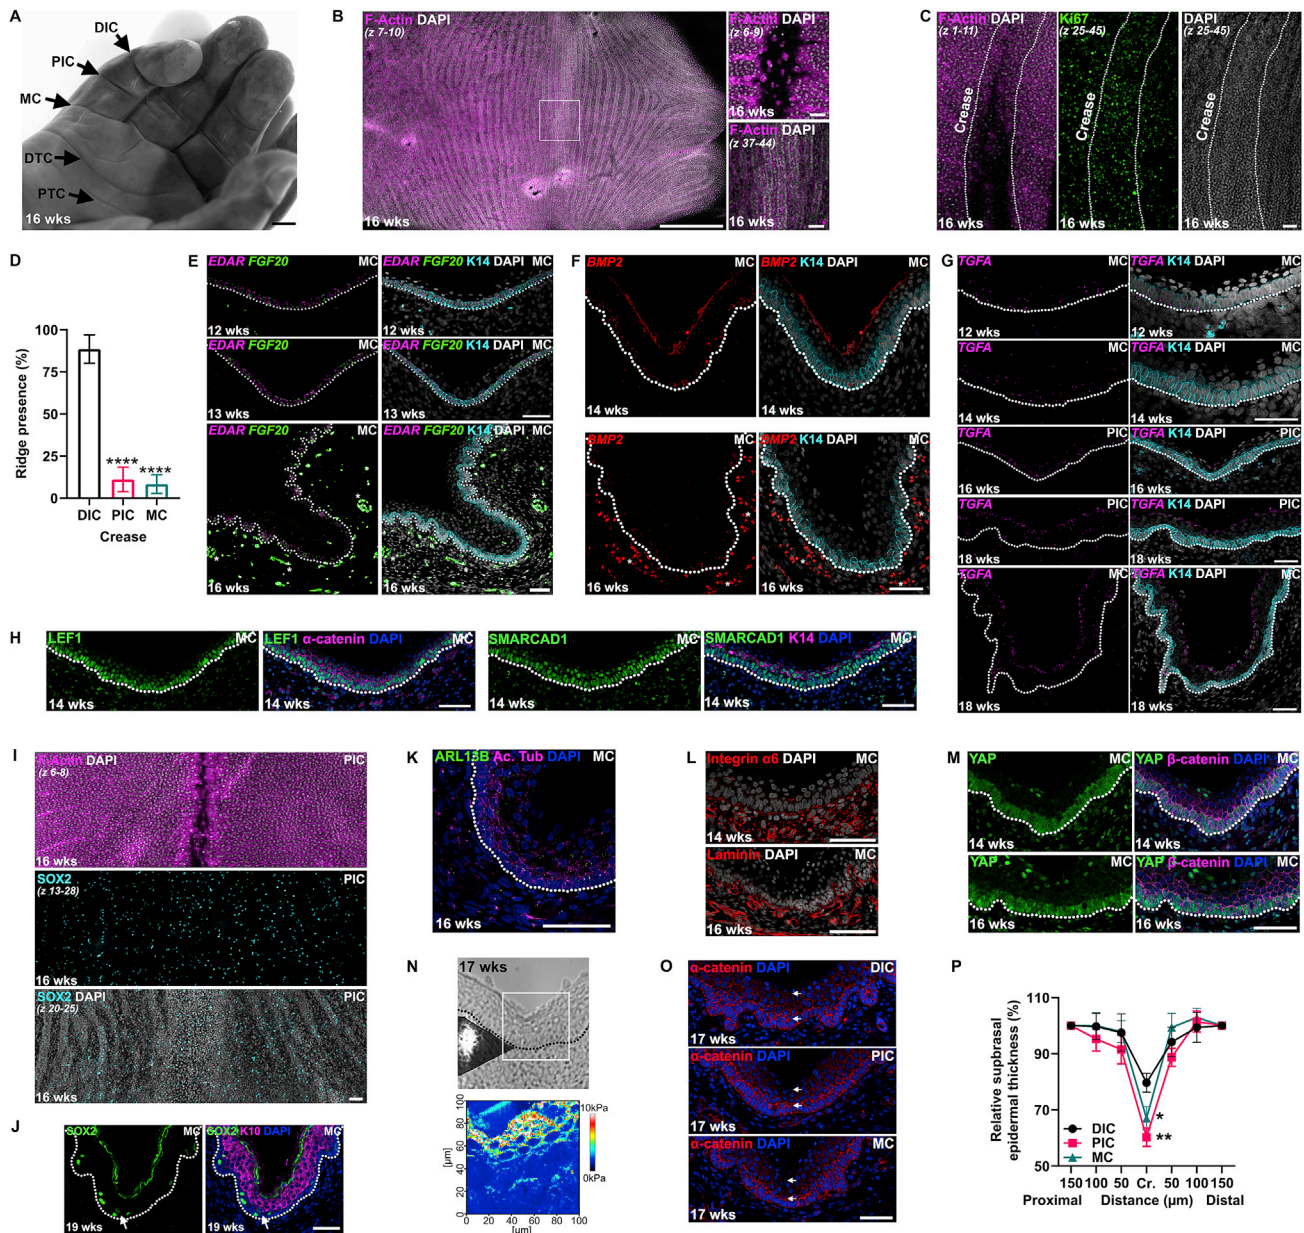 A
DIC
PIC
MC
DTC
PTC
16 wks
B
F-Actin DAPI
(z 7-10)
16 wks
F-Actin DAPI
(z 6-9)
16 wks
F-Actin DAPI
(z 37-44)
16 wks
C
F-Actin DAPI
(z 1-11)
Crease
16 wks
Ki67
(z 25-45)
Crease
16 wks
DAPI
(z 25-45)
16 wks
D
Ridge presence (%)
100
75
50
25
0
****
****
DIC PIC MC
Crease
E
EDAR FGF20 MC
12 wks
EDAR FGF20 K14 DAPI MC
12 wks
EDAR FGF20 MC
13 wks
EDAR FGF20 K14 DAPI MC
13 wks
EDAR FGF20 MC
16 wks
EDAR FGF20 K14 DAPI MC
16 wks
F
BMP2 MC
14 wks
BMP2 K14 DAPI MC
14 wks
BMP2 MC
16 wks
BMP2 K14 DAPI MC
16 wks
G
TGFA MC
12 wks
TGFA K14 DAPI MC
12 wks
TGFA MC
14 wks
TGFA K14 DAPI MC
14 wks
TGFA PIC
16 wks
TGFA K14 DAPI PIC
16 wks
TGFA PIC
18 wks
TGFA K14 DAPI PIC
18 wks
TGFA MC
18 wks
TGFA K14 DAPI MC
18 wks
H
LEF1 MC
14 wks
LEF1 α-catenin DAPI MC
14 wks
SMARCAD1 MC
14 wks
SMARCAD1 K14 DAPI MC
14 wks
I
F-Actin DAPI PIC
(z 6-8)
16 wks
SOX2 PIC
(z 13-28)
16 wks
SOX2 DAPI PIC
(z 20-25)
16 wks
J
SOX2 MC
19 wks
SOX2 K10 DAPI MC
19 wks
K
ARL13B Ac. Tub DAPI MC
16 wks
L
Integrin α6 DAPI MC
14 wks
Laminin DAPI MC
16 wks
M
YAP MC
14 wks
YAP β-catenin DAPI MC
14 wks
YAP MC
16 wks
YAP β-catenin DAPI MC
16 wks
N
17 wks
100
80
60
40
20
0
[µm]
0 20 40 60 80 100
[um]
10kPa
0kPa
O
α-catenin DAPI DIC
17 wks
α-catenin DAPI PIC
17 wks
α-catenin DAPI MC
17 wks
P
Relative supbrasal
epidermal thickness (%)
110
90
70
50
*
**
DIC
PIC
MC
150 100 50 Cr. 50 100 150
Proximal Distance (µm) Distal